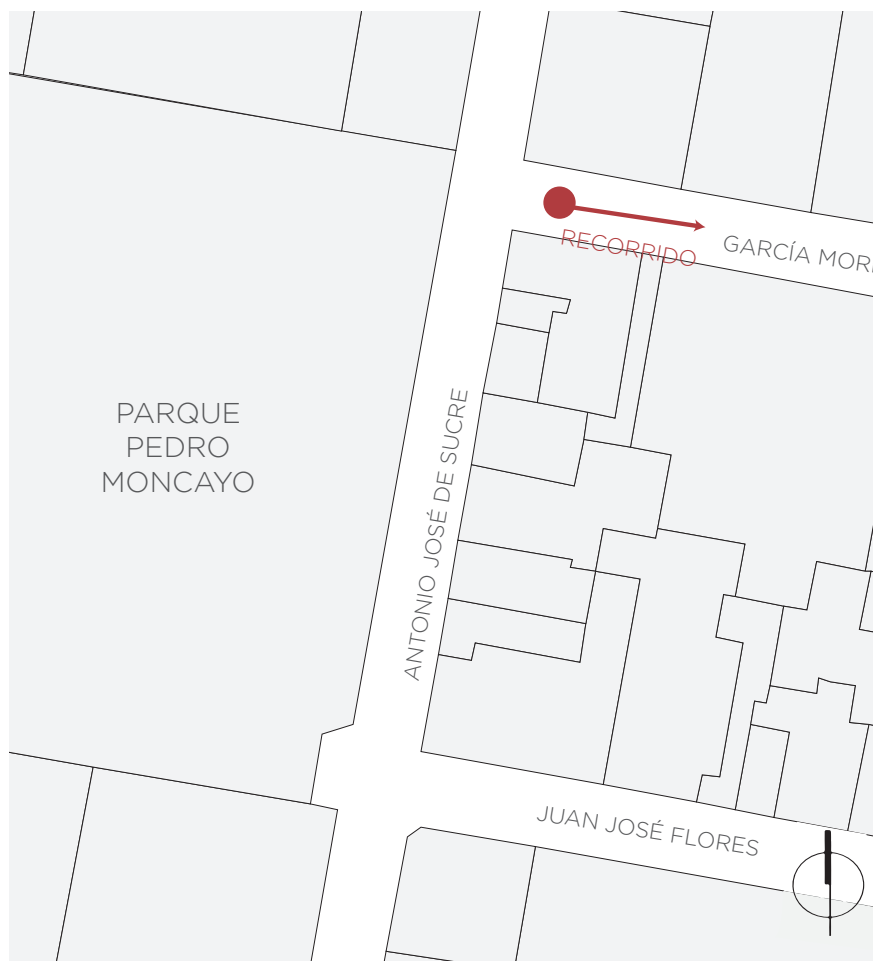 RECORRIDO
GARCÍA MOR
PARQUE
PEDRO
MONCAYO
ANTONIO JOSÉ DE SUCRE
JUAN JOSÉ FLORES